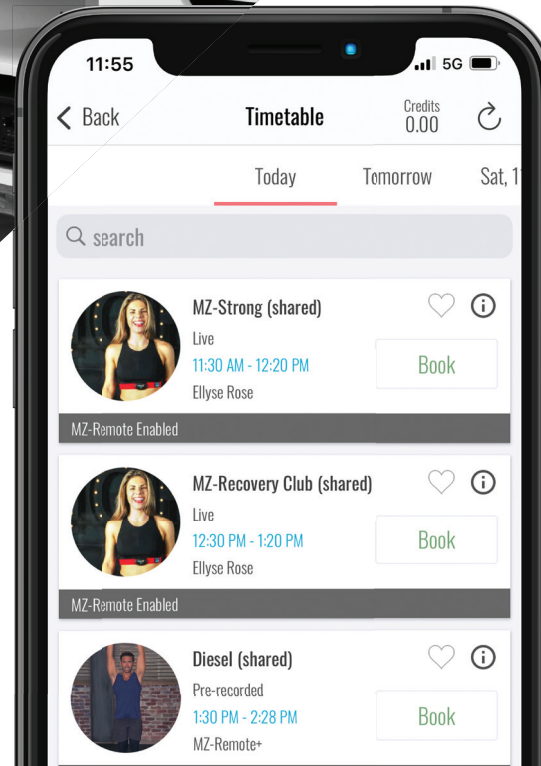 11:55
5G
Back
Timetable
Credits
0.00
Today
Tomorrow
Sat, 1
search
MZ-Strong (shared)
Live
11:30 AM - 12:20 PM
Ellyse Rose
Book
MZ-Remote Enabled
MZ-Recovery Club (shared)
Live
12:30 PM - 1:20 PM
Ellyse Rose
Book
MZ-Remote Enabled
Diesel (shared)
Pre-recorded
1:30 PM - 2:28 PM
MZ-Remote+
Book